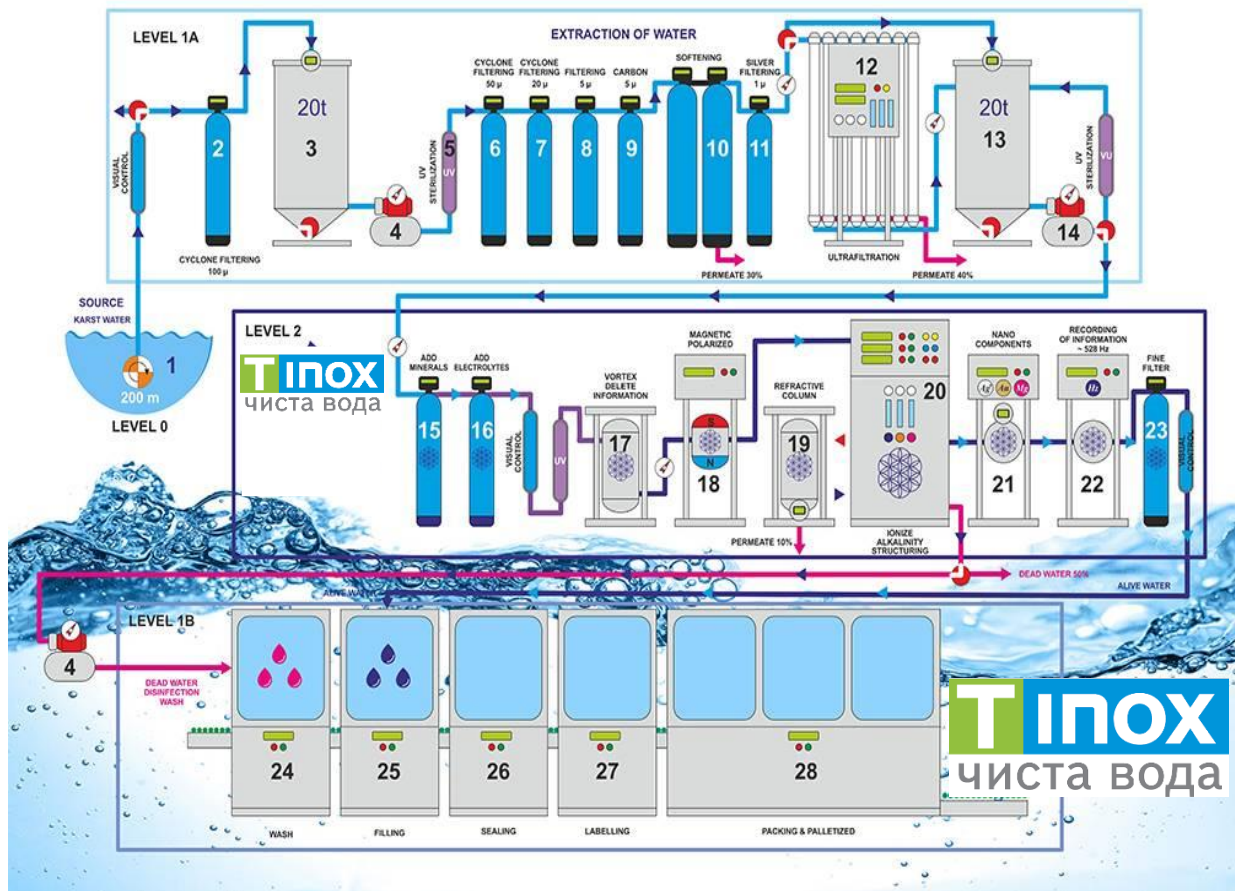 LEVEL 1A
EXTRACTION OF WATER
VISUAL CONTROL
2
CYCLONE FILTERING
100 µ
20t
3
4
UV STERILIZATION
5
UV
CYCLONE
FILTERING
50 µ
6
CYCLONE
FILTERING
20 µ
7
FILTERING
5 µ
8
CARBON
5 µ
9
SOFTENING
10
PERMEATE 30%
SILVER
FILTERING
1 µ
11
12
ULTRAFILTRATION
PERMEATE 40%
20t
13
14
UV STERILIZATION
VU
SOURCE
KARST WATER
1
200 m
LEVEL 0
LEVEL 2
TINOX
чиста вода
ADD
MINERALS
15
ADD
ELECTROLYTES
16
VISUAL
CONTROL
UV
VORTEX
DELETE
INFORMATION
17
MAGNETIC
POLARIZED
S
N
18
REFRACTIVE
COLUMN
19
PERMEATE 10%
20
IONIZE
ALKALINITY
STRUCTURING
NANO
COMPONENTS
Ag Au Mg
21
RECORDING
OF INFORMATION
~ 528 Hz
Hz
22
FINE
FILTER
23
VISUAL CONTROL
DEAD WATER 50%
ALIVE WATER
ALIVE WATER
LEVEL 1B
4
DEAD WATER
DISINFECTION
WASH
24
WASH
25
FILLING
26
SEALING
27
LABELLING
28
PACKING & PALLETIZED
TINOX
чиста вода